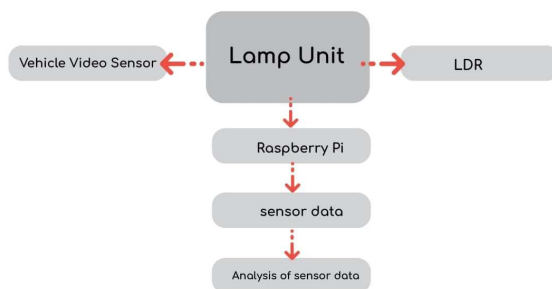 Lamp Unit
Vehicle Video Sensor
LDR
Raspberry Pi
sensor data
Analysis of sensor data